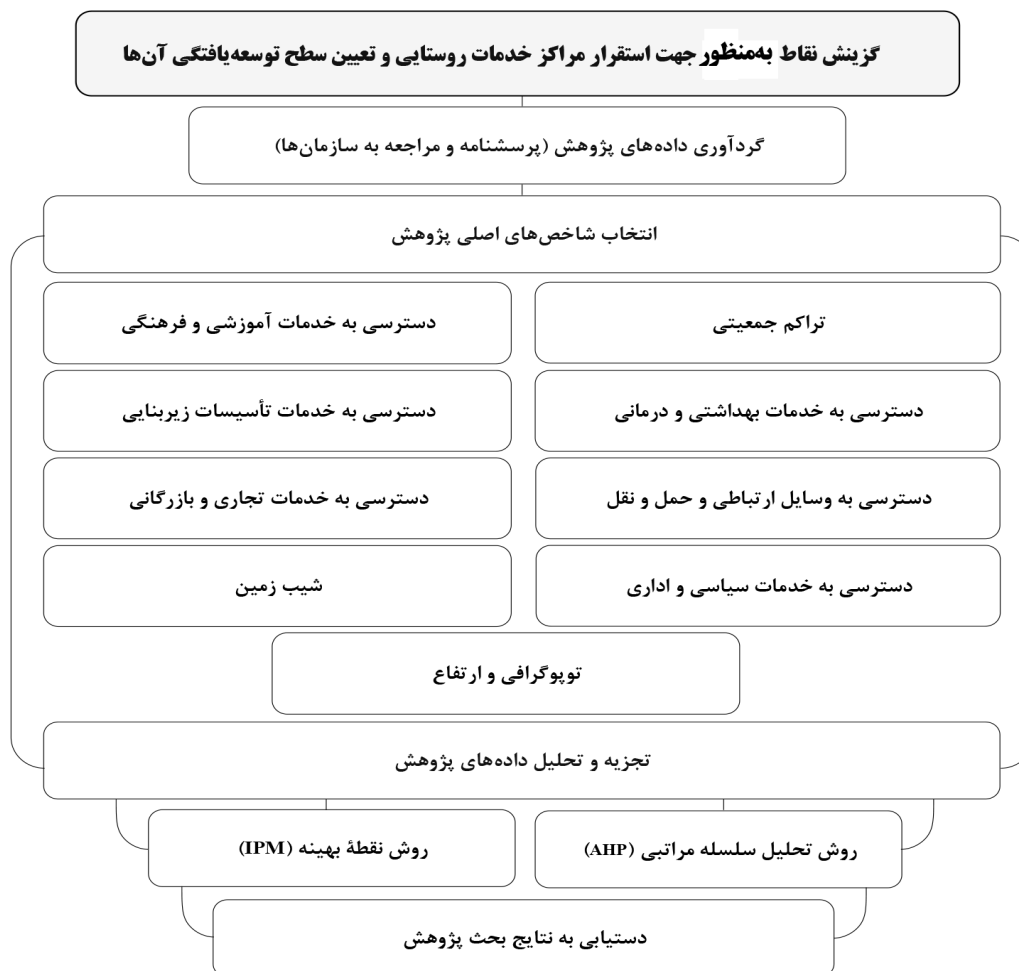 گزینش نقاط به‌منظور جهت استقرار مراکز خدمات روستایی و تعیین سطح توسعه‌یافتگی آن‌ها
گردآوری داده‌های پژوهش (پرسشنامه و مراجعه به سازمان‌ها)
انتخاب شاخص‌های اصلی پژوهش
تراکم جمعیتی
دسترسی به خدمات آموزشی و فرهنگی
دسترسی به خدمات بهداشتی و درمانی
دسترسی به خدمات تأسیسات زیربنایی
دسترسی به وسایل ارتباطی و حمل و نقل
دسترسی به خدمات تجاری و بازرگانی
دسترسی به خدمات سیاسی و اداری
شیب زمین
توپوگرافی و ارتفاع
تجزیه و تحلیل داده‌های پژوهش
روش تحلیل سلسله مراتبی (AHP)
روش نقطهٔ بهینه (IPM)
دستیابی به نتایج بحث پژوهش